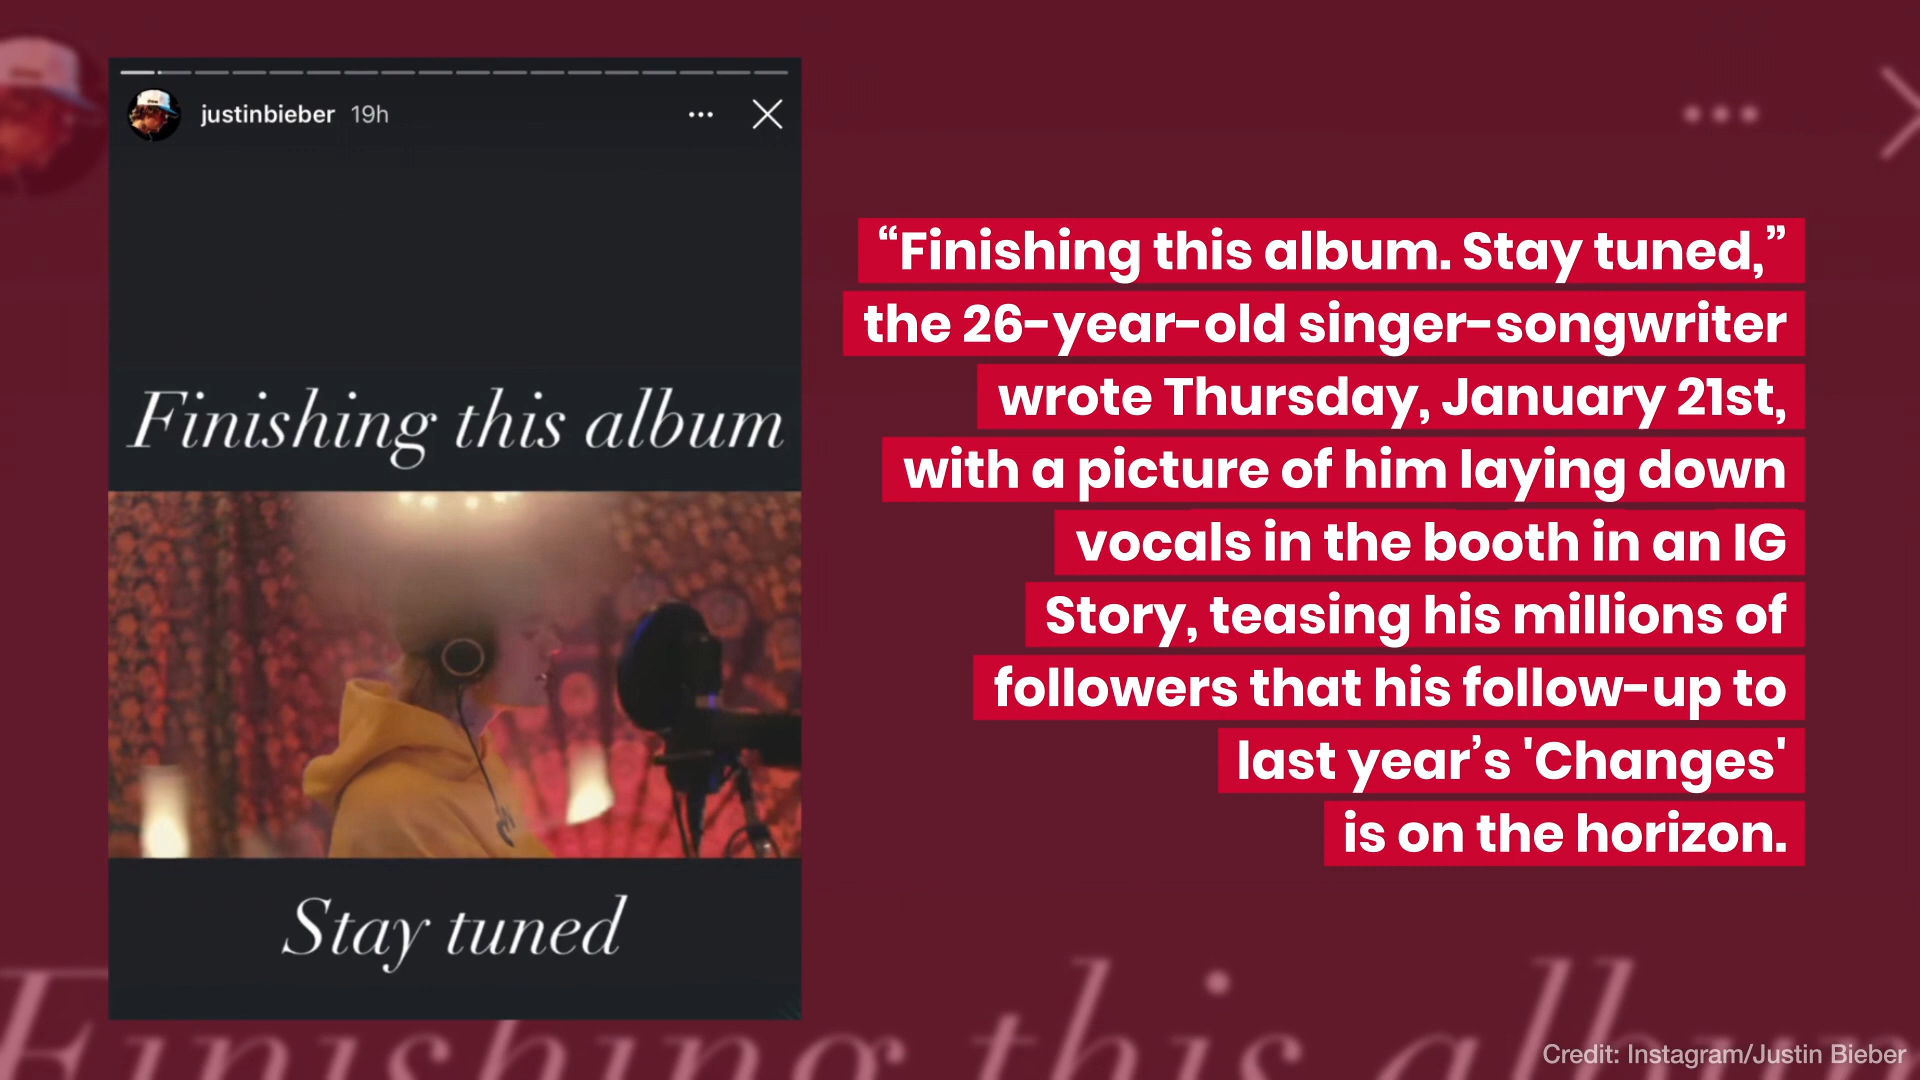 justinbieber 19h
Finishing this album
Stay tuned
“Finishing this album. Stay tuned,”
the 26-year-old singer-songwriter
wrote Thursday, January 21st,
with a picture of him laying down
vocals in the booth in an IG
Story, teasing his millions of
followers that his follow-up to
last year’s 'Changes'
is on the horizon.
Finishing this album
Credit: Instagram/Justin Bieber